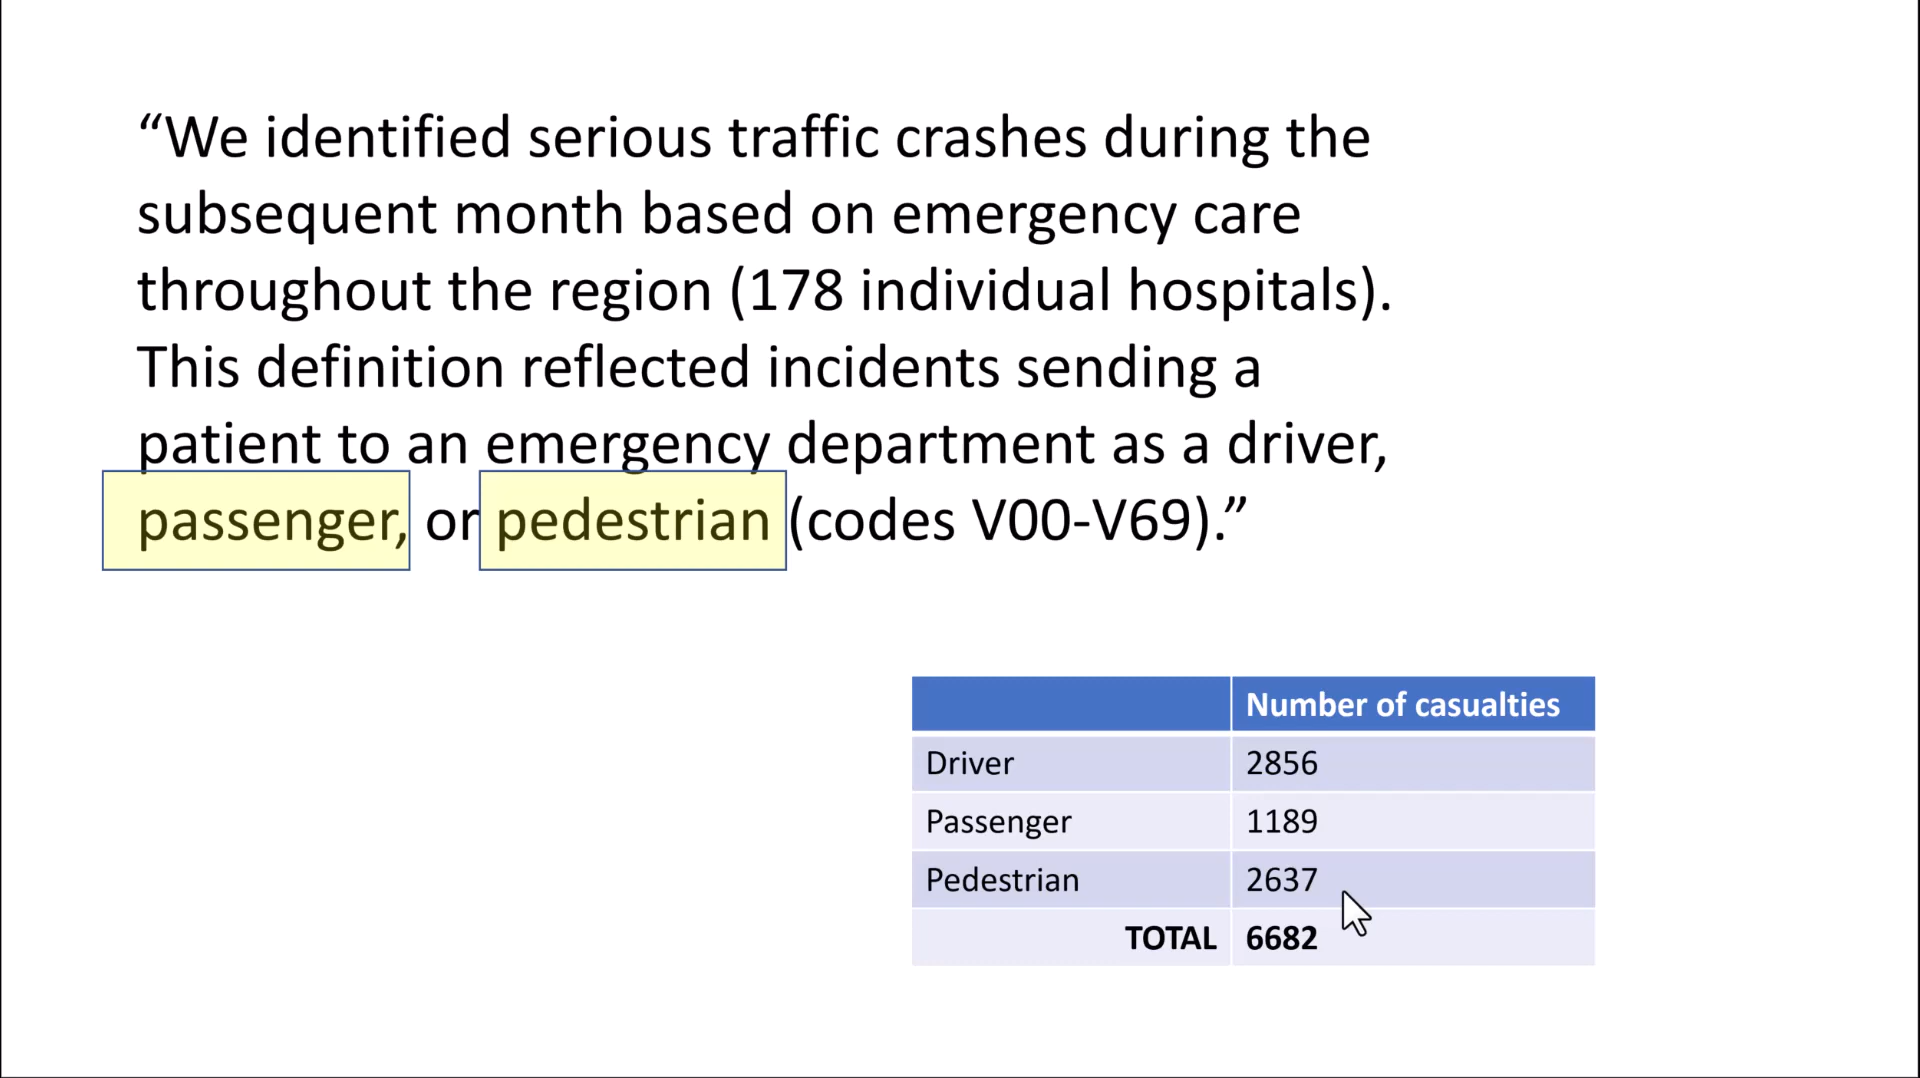 “We identified serious traffic crashes during the
subsequent month based on emergency care
throughout the region (178 individual hospitals).
This definition reflected incidents sending a
patient to an emergency department as a driver,
passenger, or pedestrian (codes V00-V69).”
Number of casualties
Driver 2856
Passenger 1189
Pedestrian 2637
TOTAL 6682